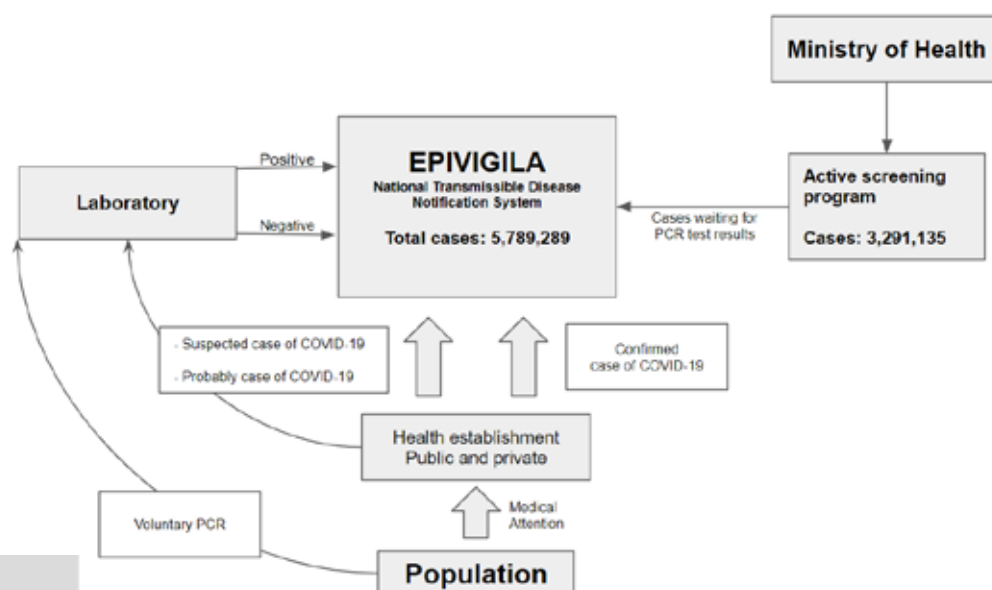 Ministry of Health
EPIVIGILA
National Transmissible Disease
Notification System
Total cases: 5,789,289
Positive
Negative
Laboratory
Active screening
program
Cases: 3,291,135
Cases waiting for
PCR test results
- Suspected case of COVID-19
- Probably case of COVID-19
Confirmed
case of COVID-19
Health establishment
Public and private
Medical
Attention
Voluntary PCR
Population